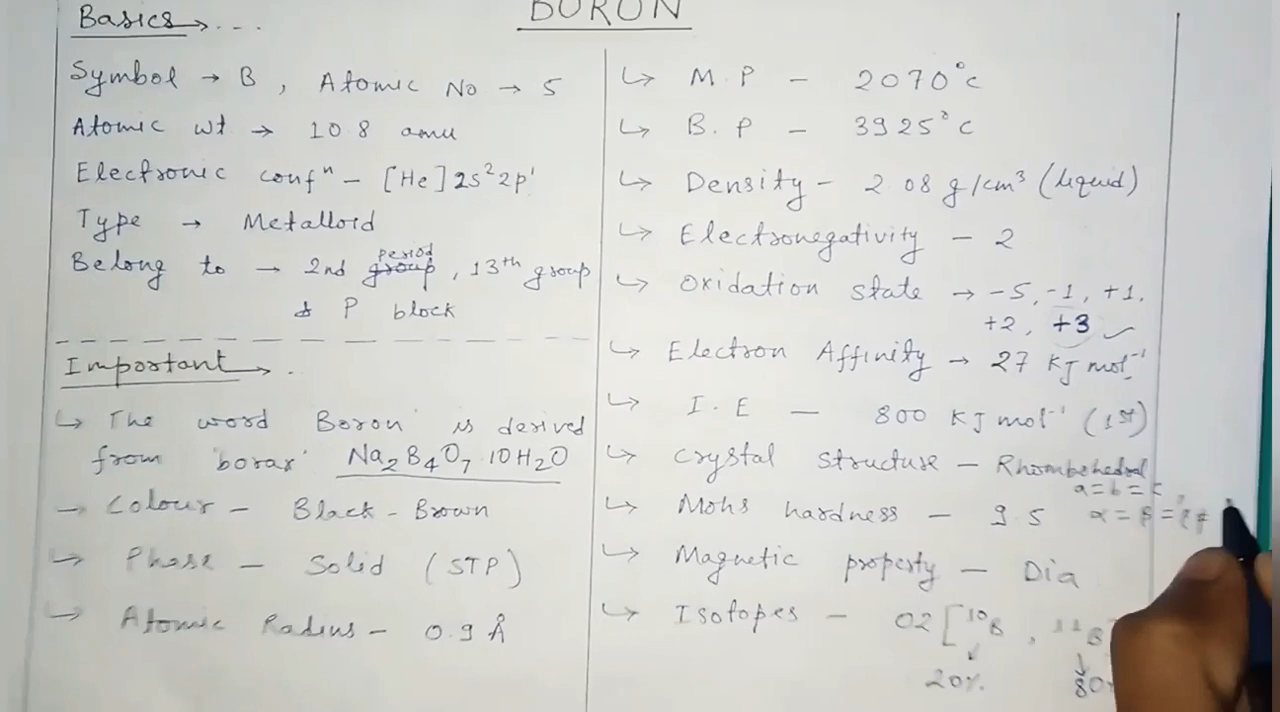 BORON
Basics → ...
Symbol → B , Atomic No → 5
Atomic wt → 10.8 amu
Electronic confⁿ – [He] 2s² 2p¹
Type → Metalloid
period
Belong to → 2nd group , 13ᵗʰ group
& P block
Important → .
↳ The word 'Boron' is derived
from 'borax' Na₂B₄O₇ 10H₂O
→ Colour – Black - Brown
↳ Phase – Solid (STP)
↳ Atomic Radius – 0.9 Å
↳ M.P – 2070°c
↳ B.P – 3925°c
↳ Density – 2.08 g/cm³ (liquid)
↳ Electronegativity – 2
↳ Oxidation state → -5, -1, +1,
+2, +3 ✓
↳ Electron Affinity → 27 KJ mol⁻¹
↳ I.E – 800 KJ mol⁻¹ (1ST)
↳ Crystal structure – Rhombohedral
a = b = c
↳ Mohs hardness – 9.5 α = β = γ ≠
↳ Magnetic property – Dia
↳ Isotopes – 02 [¹⁰B , ¹¹B
20% 80%